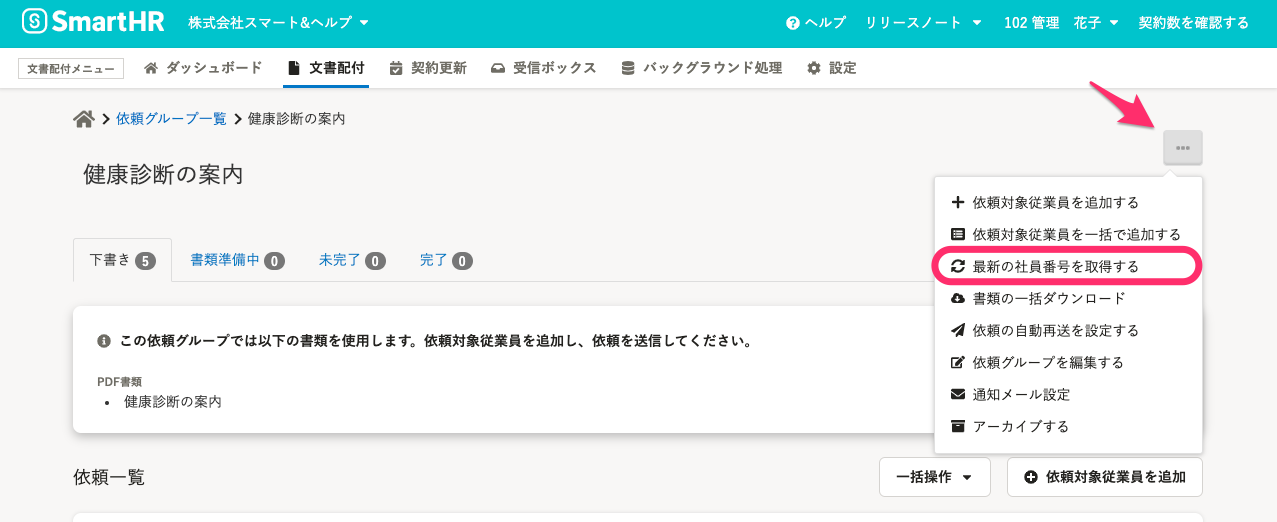 SmartHR 株式会社スマート&ヘルプ ヘルプ リリースノート 102 管理 花子 契約数を確認する
文書配付メニュー ダッシュボード 文書配付 契約更新 受信ボックス バックグラウンド処理 設定
依頼グループ一覧 健康診断の案内
...
健康診断の案内
依頼対象従業員を追加する
依頼対象従業員を一括で追加する
最新の社員番号を取得する
書類の一括ダウンロード
依頼の自動再送を設定する
依頼グループを編集する
通知メール設定
アーカイブする
下書き 5 書類準備中 0 未完了 0 完了 0
この依頼グループでは以下の書類を使用します。依頼対象従業員を追加し、依頼を送信してください。
PDF書類
• 健康診断の案内
依頼一覧 一括操作 依頼対象従業員を追加